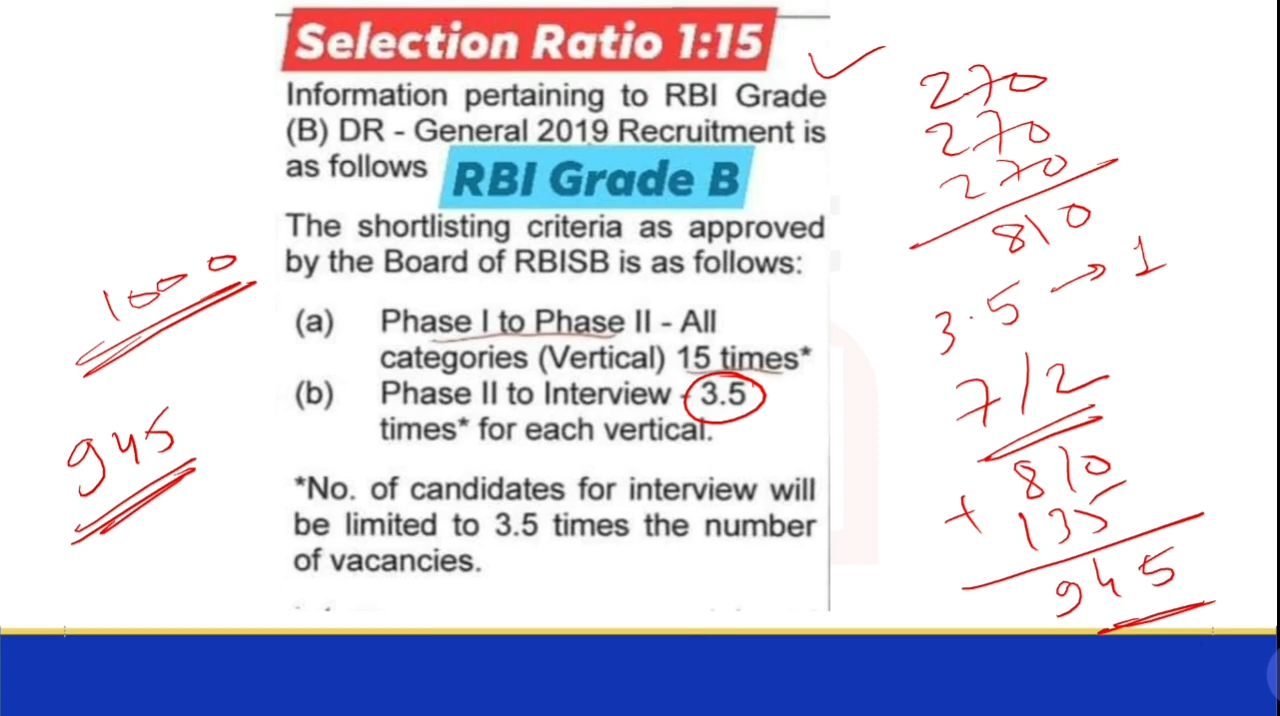 Selection Ratio 1:15
Information pertaining to RBI Grade
(B) DR - General 2019 Recruitment is
as follows
RBI Grade B
The shortlisting criteria as approved
by the Board of RBISB is as follows:
(a) Phase I to Phase II - All
categories (Vertical) 15 times*
(b) Phase II to Interview - 3.5
times* for each vertical.
*No. of candidates for interview will
be limited to 3.5 times the number
of vacancies.
1000
945
270
270
270
810
3.5 → 1
7/2
810
+ 135
945